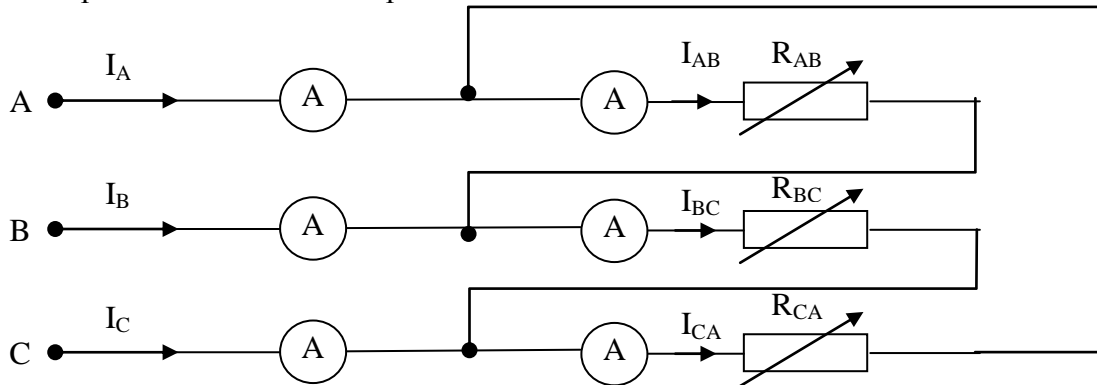 I_A I_AB R_AB
A A A
I_B I_BC R_BC
B A A
I_C I_CA R_CA
C A A